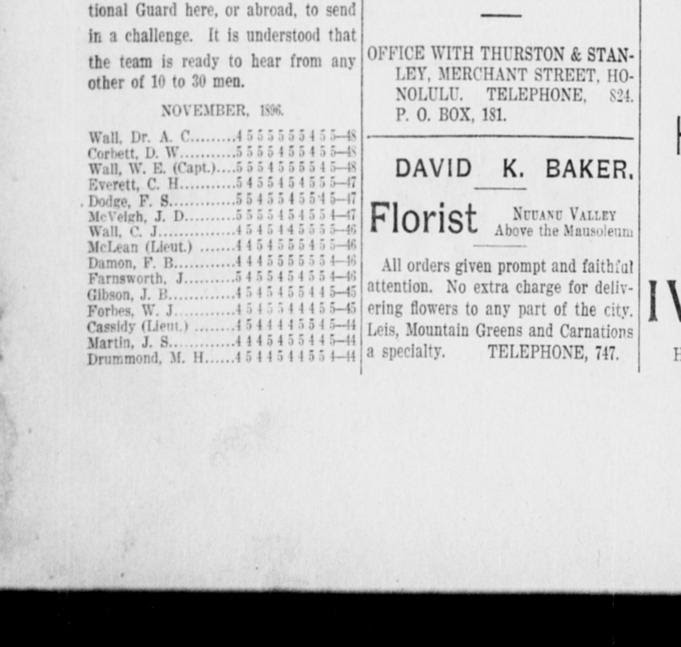 tional Guard here, or abroad, to send
in a challenge. It is understood that
the team is ready to hear from any
other of 10 to 30 men.
NOVEMBER, 1896.
Wall, Dr. A. C........4 5 5 5 5 5 5 4 5 5—48
Corbett, D. W..........5 5 5 5 4 5 5 4 5 5—48
Wall, W. E. (Capt.)....5 5 5 4 5 5 5 5 4 5—48
Everett, C. H..........5 4 5 5 4 5 4 5 5 5—47
Dodge, F. S............5 5 4 5 5 4 5 5 4 5—47
McVeigh, J. D..........5 5 5 5 4 5 4 5 5 4—47
Wall, C. J.............4 5 4 5 4 5 4 5 5 5—46
McLean (Lieut.) .......4 4 5 4 5 5 5 4 5 5—46
Damon, F. B............4 4 4 5 5 5 5 5 5 4—46
Farnsworth, J..........5 4 5 5 4 5 4 5 5 4—46
Gibson, J. B...........4 5 4 5 4 5 5 4 4 5—45
Forbes, W. J...........4 5 4 5 5 4 4 4 5 5—45
Cassidy (Lieut.) ......4 5 4 4 4 4 5 4 5 5—44
Martin, J. S...........4 4 4 5 4 5 5 4 4 5—44
Drummond, M. H......4 5 4 4 5 4 4 5 5 4—44
OFFICE WITH THURSTON & STAN-
LEY, MERCHANT STREET, HO-
NOLULU. TELEPHONE, 824.
P. O. BOX, 181.
DAVID K. BAKER.
Florist NUUANU VALLEY
Above the Mausoleum
All orders given prompt and faithful
attention. No extra charge for deliv-
ering flowers to any part of the city.
Leis, Mountain Greens and Carnations
a specialty. TELEPHONE, 747.